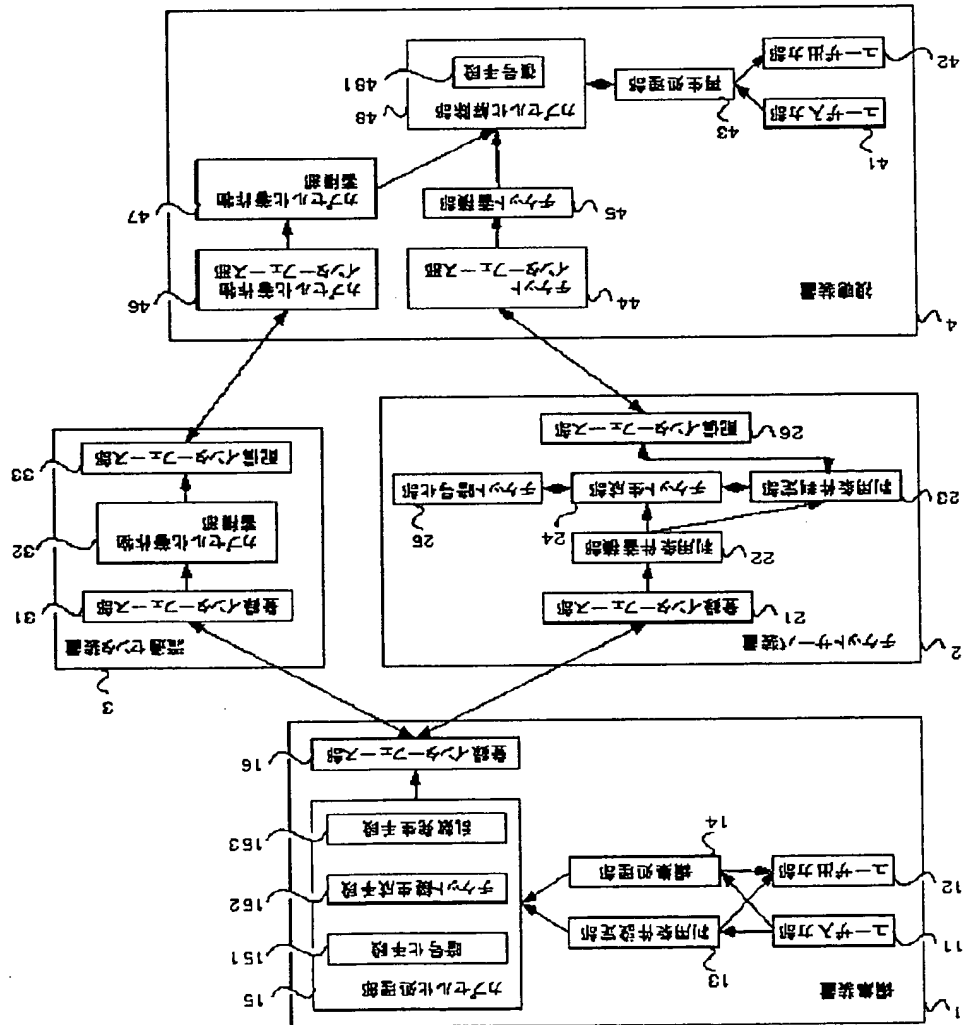 1
編集装置
11
ユーザ入力部
12
ユーザ出力部
13
利用条件設定部
14
編集処理部
15
カプセル化処理部
151
暗号化手段
152
チケット鍵生成手段
153
乱数発生手段
16
登録インターフェース部
2
チケットサーバ装置
21
登録インターフェース部
22
利用条件蓄積部
23
利用条件判定部
24
チケット生成部
25
チケット暗号化部
26
配信インターフェース部
3
流通センタ装置
31
登録インターフェース部
32
カプセル化著作物
蓄積部
33
配信インターフェース部
4
視聴装置
44
チケット
インターフェース部
45
チケット蓄積部
46
カプセル化著作物
インターフェース部
47
カプセル化著作物
蓄積部
41
ユーザ入力部
42
ユーザ出力部
43
再生処理部
48
カプセル化解除部
481
復号手段